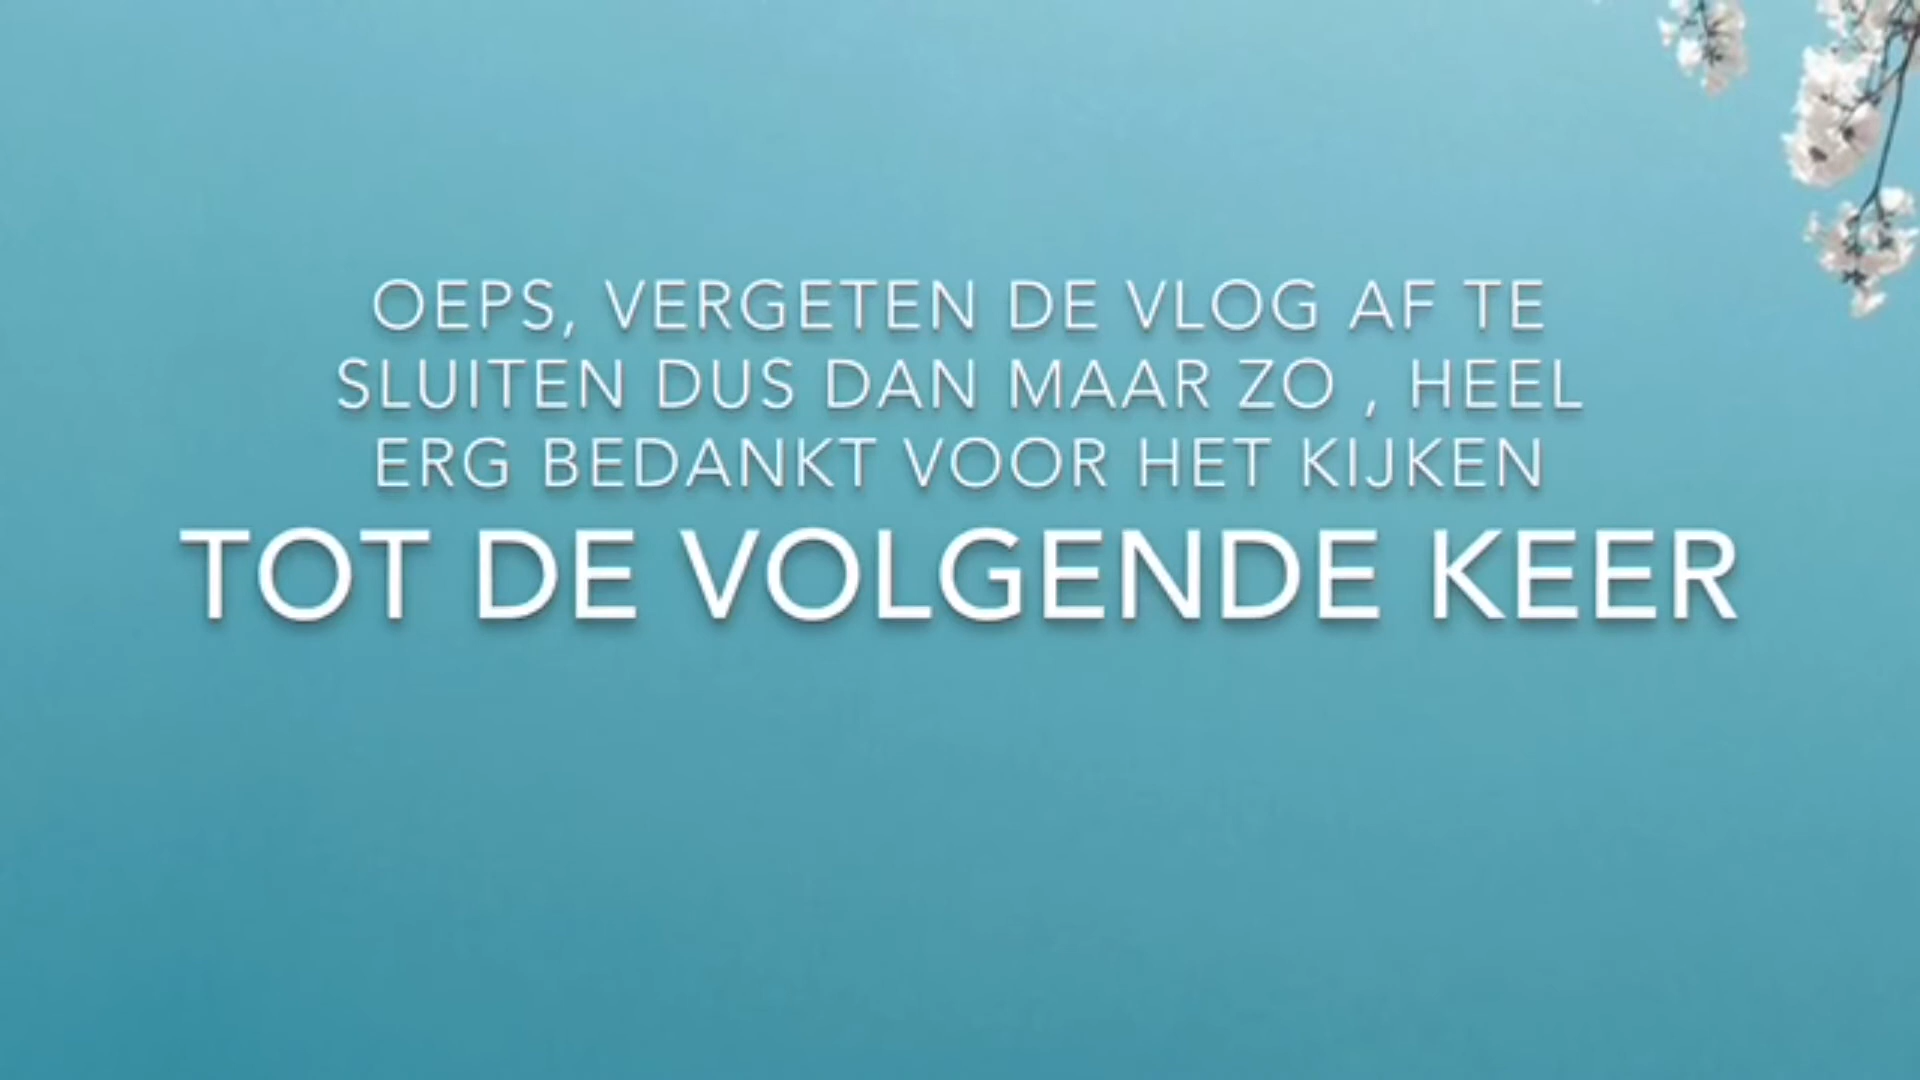 OEPS, VERGETEN DE VLOG AF TE
SLUITEN DUS DAN MAAR ZO , HEEL
ERG BEDANKT VOOR HET KIJKEN
TOT DE VOLGENDE KEER